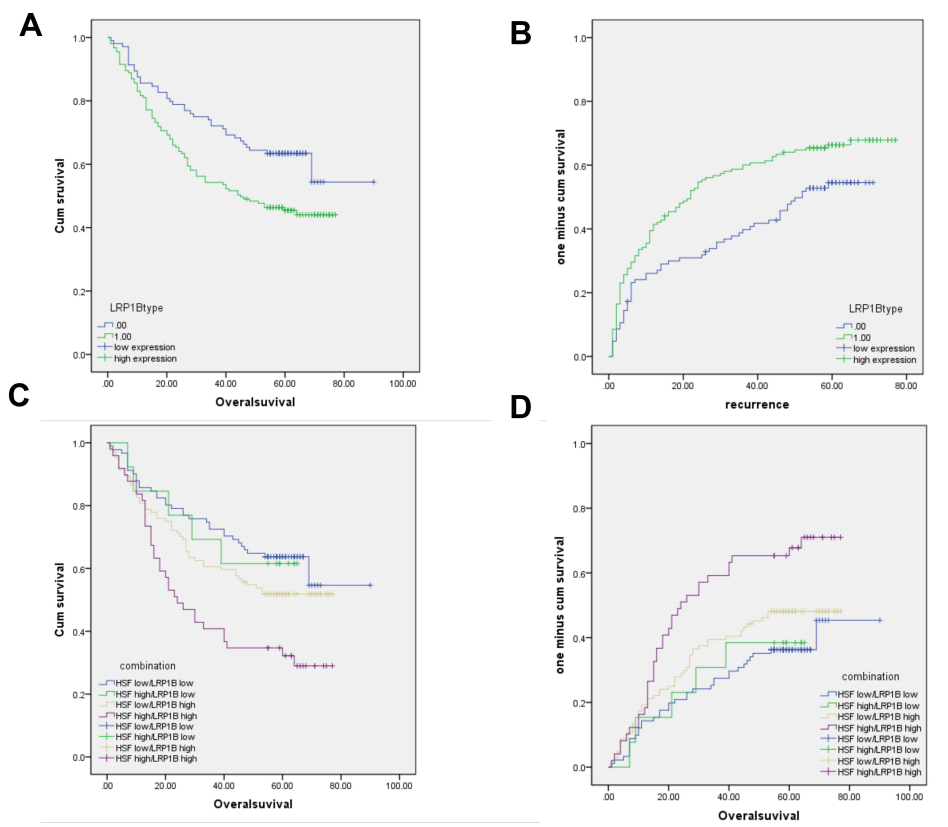 A
Cum sruvival
1.0
0.8
0.6
0.4
0.2
0.0
LRP1Btype
.00
1.00
low expression
high expression
.00 20.00 40.00 60.00 80.00 100.00
Overalsuvival
B
one minus cum survival
1.0
0.8
0.6
0.4
0.2
0.0
LRP1Btype
.00
1.00
low expression
high expression
.00 20.00 40.00 60.00 80.00
recurrence
C
Cum survival
1.0
0.8
0.6
0.4
0.2
0.0
combination
HSF low/LRP1B low
HSF high/LRP1B low
HSF low/LRP1B high
HSF high/LRP1B high
HSF low/LRP1B low
HSF high/LRP1B low
HSF low/LRP1B high
HSF high/LRP1B high
.00 20.00 40.00 60.00 80.00 100.00
Overalsuvival
D
one minus cum survival
1.0
0.8
0.6
0.4
0.2
0.0
combination
HSF low/LRP1B low
HSF high/LRP1B low
HSF low/LRP1B high
HSF high/LRP1B high
HSF low/LRP1B low
HSF high/LRP1B low
HSF low/LRP1B high
HSF high/LRP1B high
.00 20.00 40.00 60.00 80.00 100.00
Overalsuvival